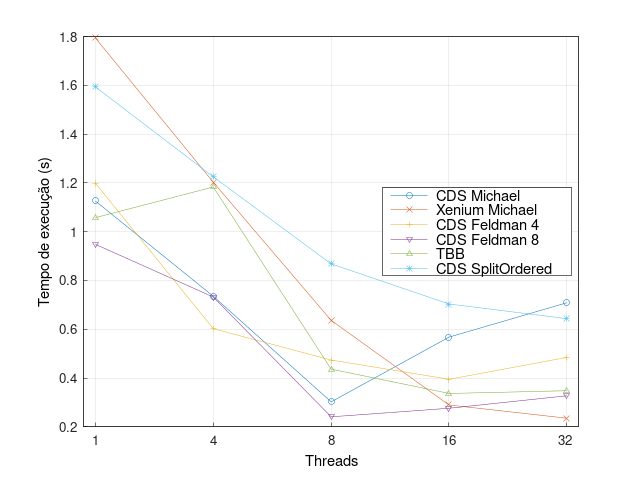 1.8
1.6
1.4
1.2
1
0.8
0.6
0.4
0.2
Tempo de execução (s)
CDS Michael
Xenium Michael
CDS Feldman 4
CDS Feldman 8
TBB
CDS SplitOrdered
1 4 8 16 32
Threads